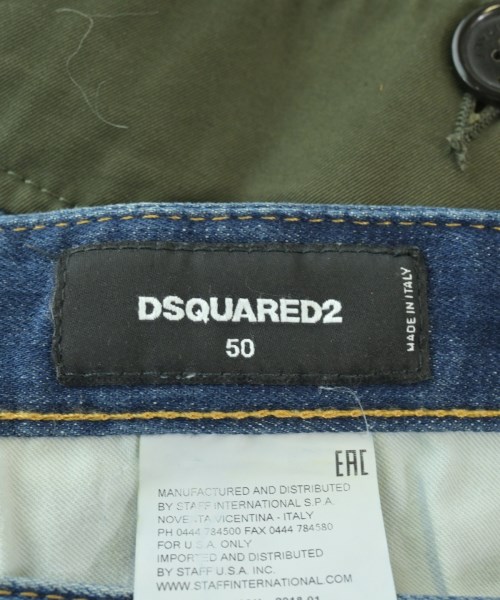 DSQUARED2
50
MADE IN ITALY
EAC
MANUFACTURED AND DISTRIBUTED
BY STAFF INTERNATIONAL S.P.A.
NOVENTA VICENTINA - ITALY
PH 0444 784500 FAX 0444 784580
FOR U.S.A. ONLY
IMPORTED AND DISTRIBUTED
BY STAFF U.S.A. INC.
WWW.STAFFINTERNATIONAL.COM